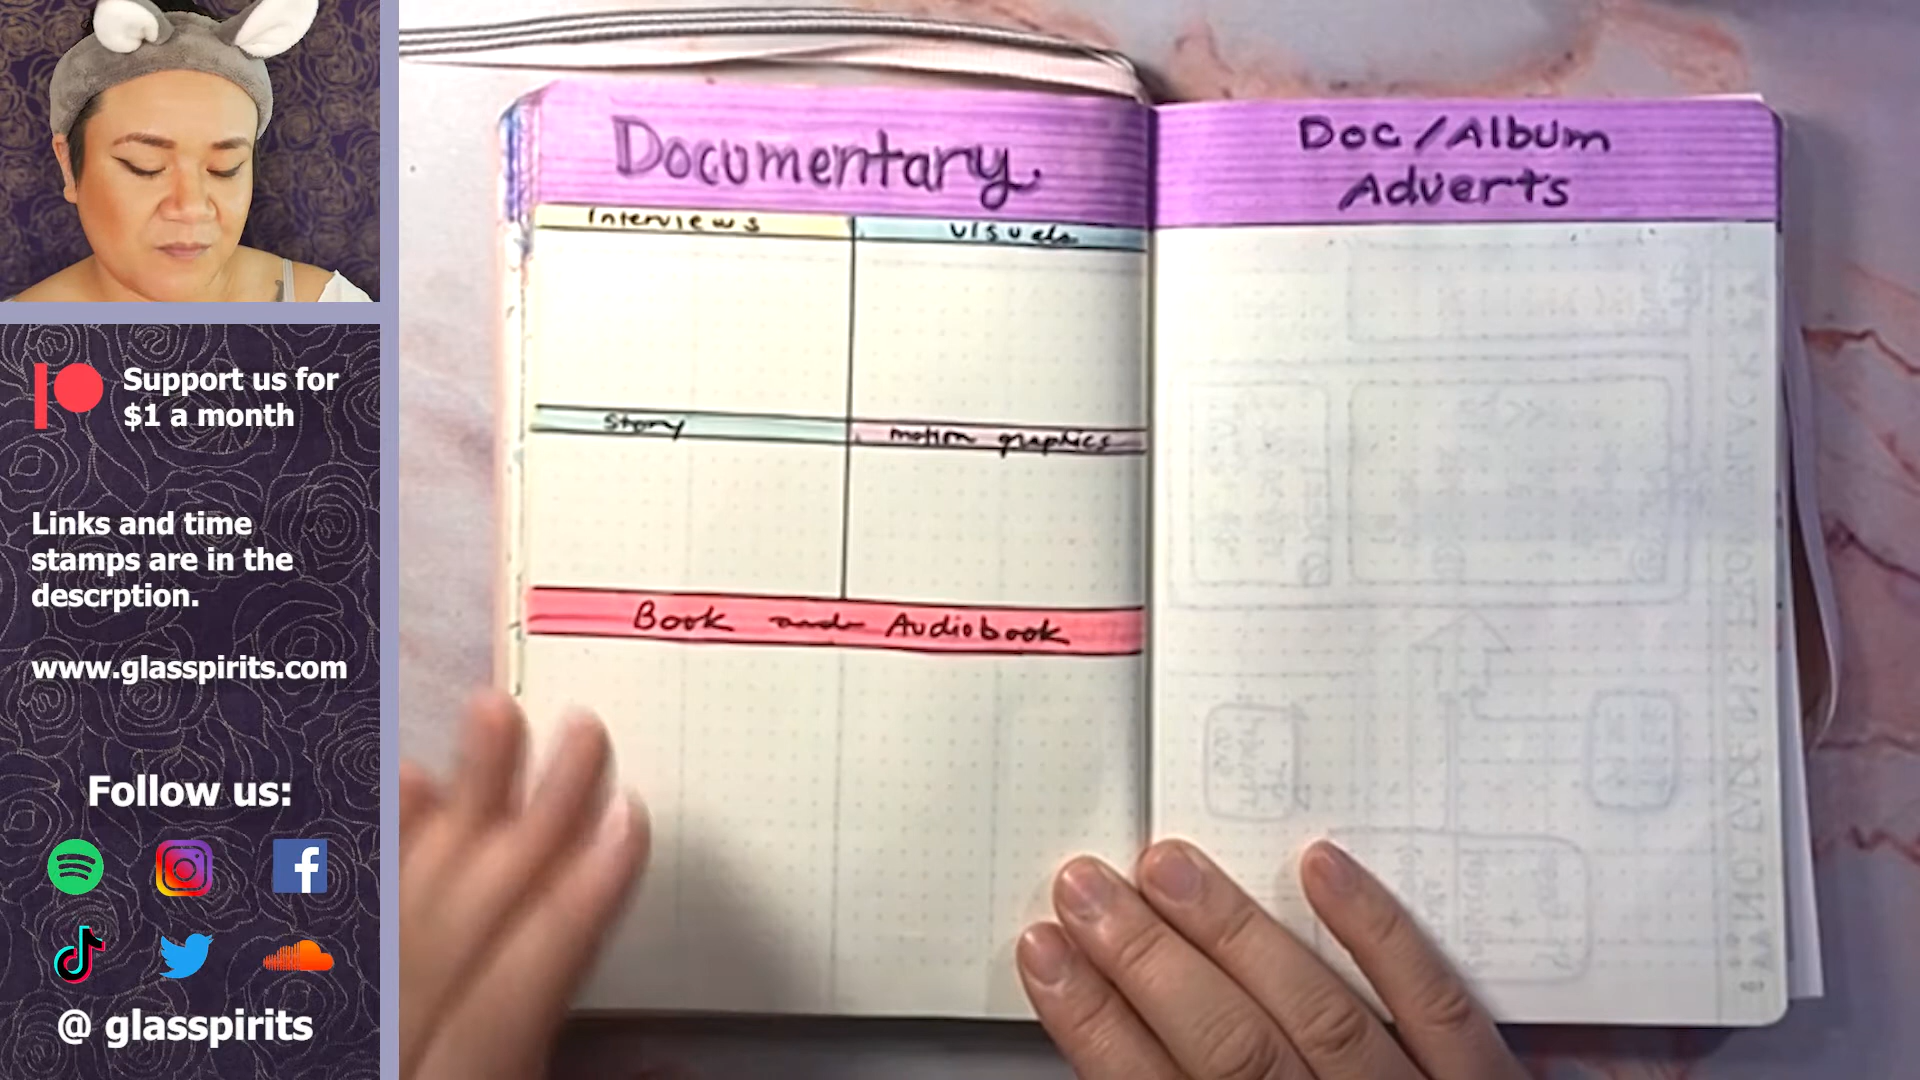 Support us for
$1 a month
Links and time
stamps are in the
descrption.
www.glasspirits.com
Follow us:
@ glasspirits
Documentary.
Interviews
visuals
Story
motion graphics
Book and Audiobook
Doc/Album
Adverts